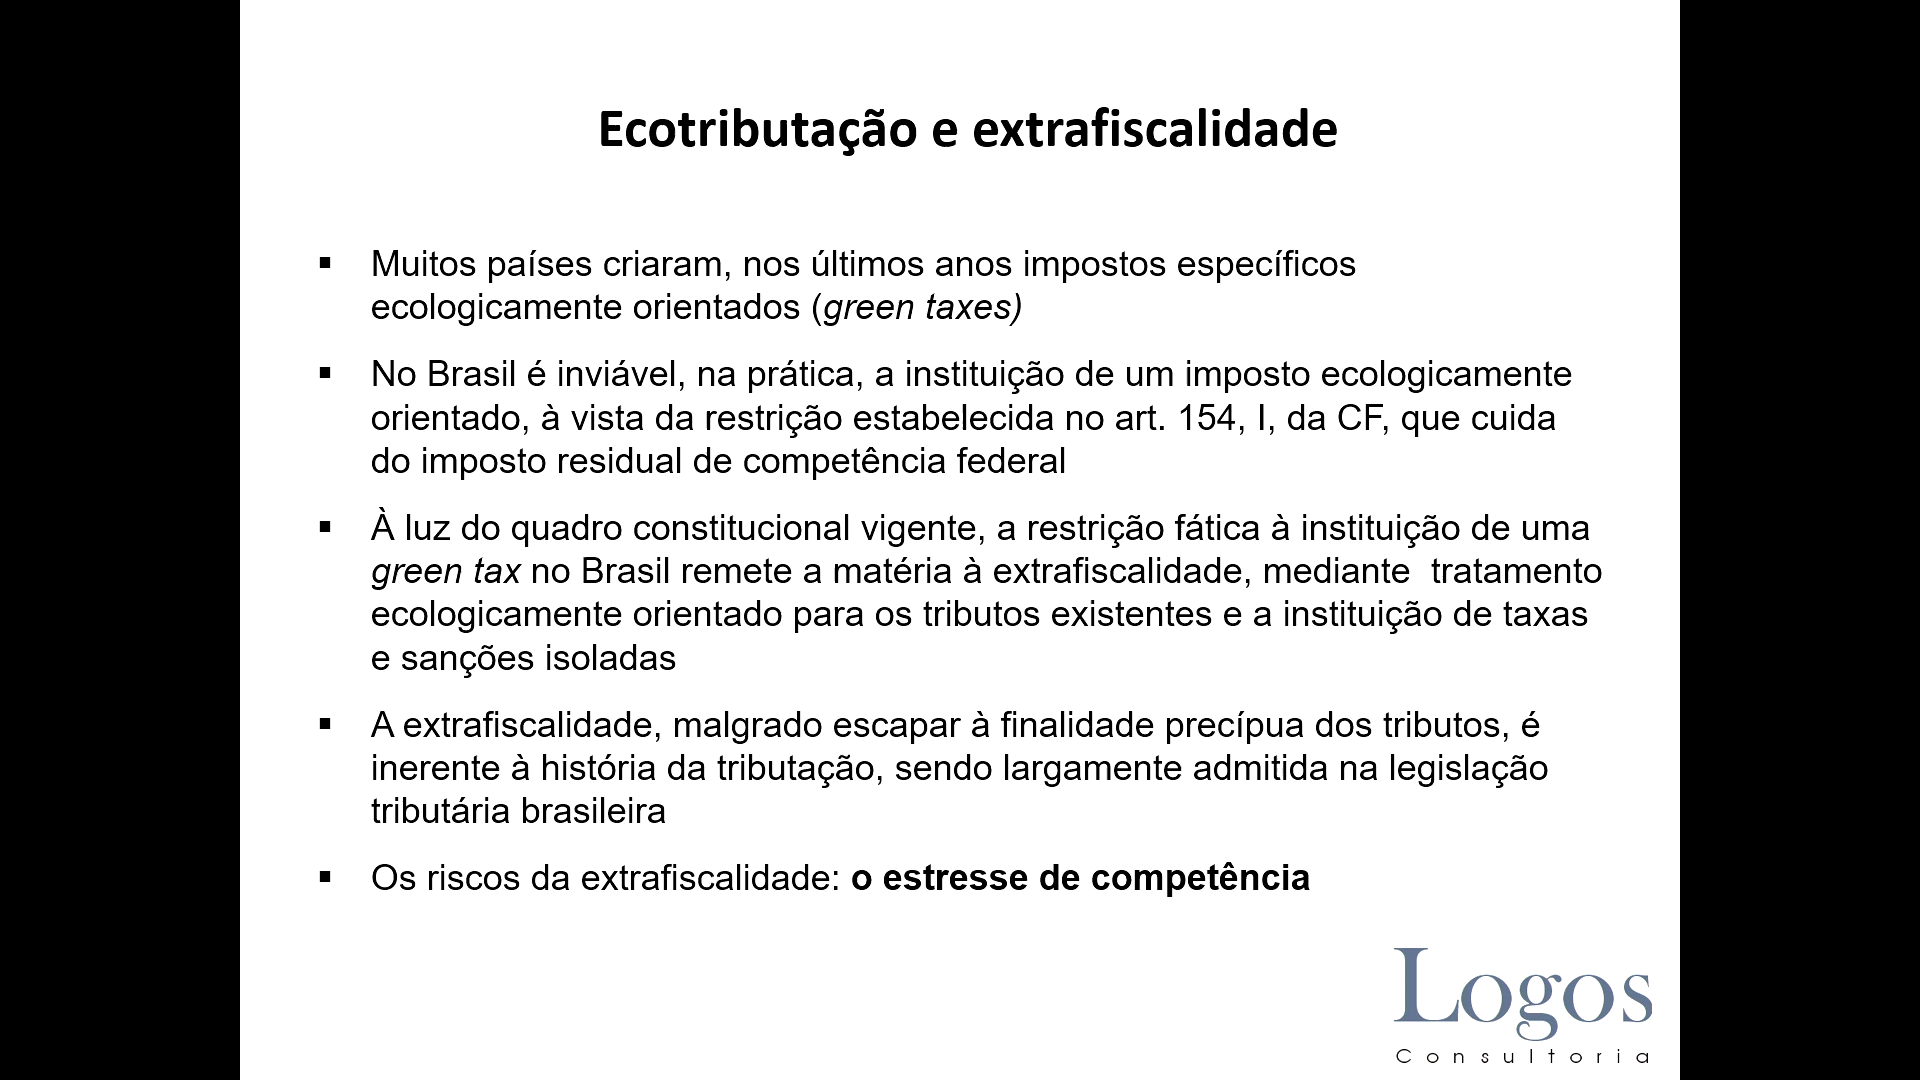 Ecotributação e extrafiscalidade
▪ Muitos países criaram, nos últimos anos impostos específicos
ecologicamente orientados (green taxes)
▪ No Brasil é inviável, na prática, a instituição de um imposto ecologicamente
orientado, à vista da restrição estabelecida no art. 154, I, da CF, que cuida
do imposto residual de competência federal
▪ À luz do quadro constitucional vigente, a restrição fática à instituição de uma
green tax no Brasil remete a matéria à extrafiscalidade, mediante  tratamento
ecologicamente orientado para os tributos existentes e a instituição de taxas
e sanções isoladas
▪ A extrafiscalidade, malgrado escapar à finalidade precípua dos tributos, é
inerente à história da tributação, sendo largamente admitida na legislação
tributária brasileira
▪ Os riscos da extrafiscalidade: o estresse de competência
Logos
Consultoria